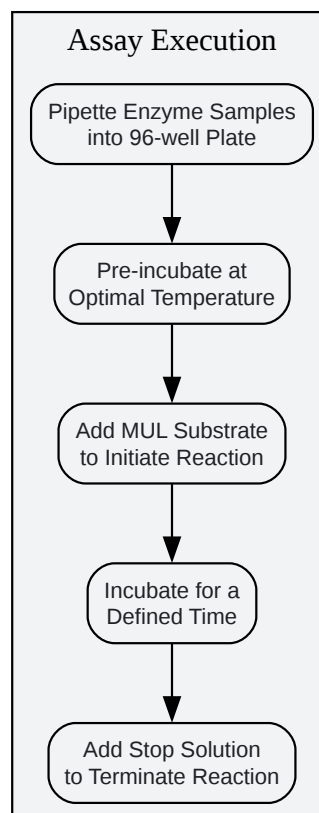 Assay Execution
Pipette Enzyme Samples
into 96-well Plate
Pre-incubate at
Optimal Temperature
Add MUL Substrate
to Initiate Reaction
Incubate for a
Defined Time
Add Stop Solution
to Terminate Reaction